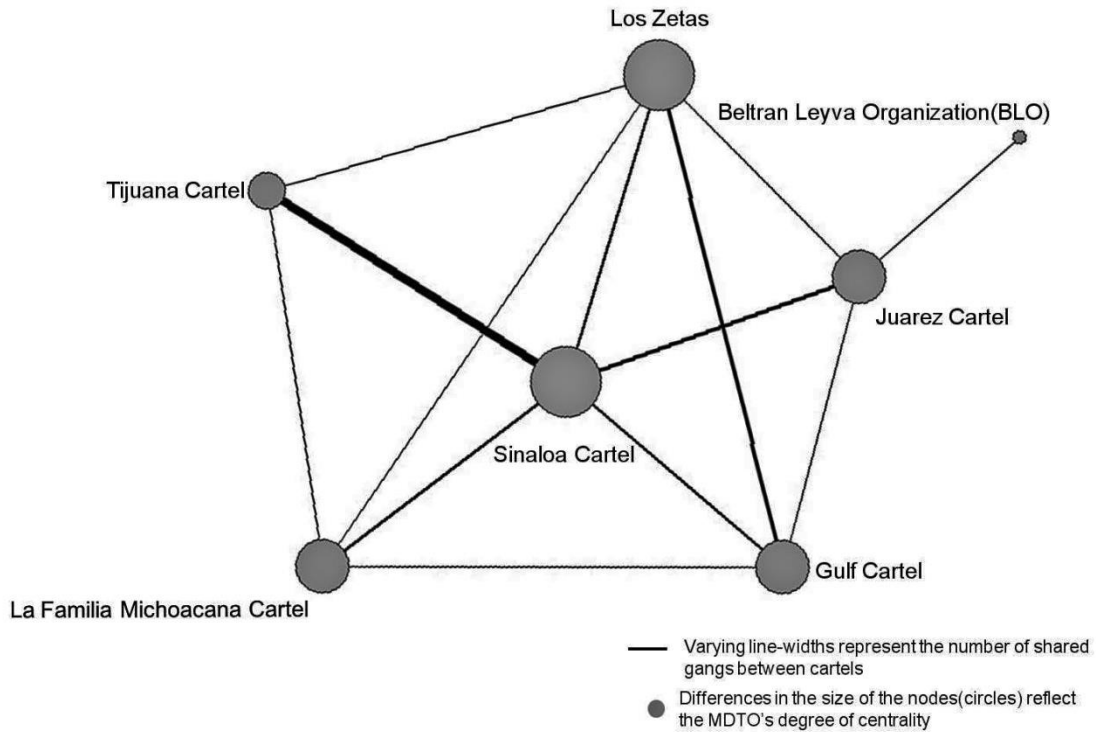 Los Zetas
Beltran Leyva Organization(BLO)
Tijuana Cartel
Juarez Cartel
Sinaloa Cartel
Gulf Cartel
La Familia Michoacana Cartel
Varying line-widths represent the number of shared
gangs between cartels
Differences in the size of the nodes(circles) reflect
the MDTO's degree of centrality